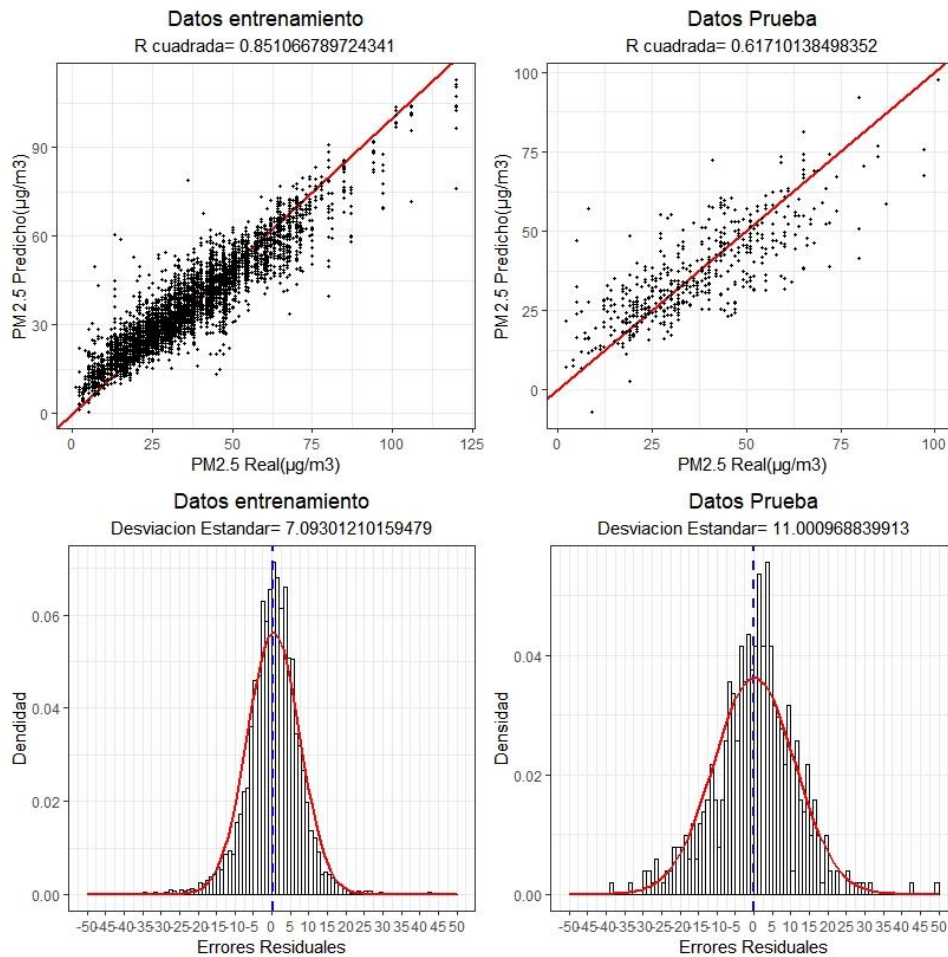 Datos entrenamiento
R cuadrada= 0.851066789724341
PM2.5 Predicho(µg/m3)
90
60
30
0
0 25 50 75 100 125
PM2.5 Real(µg/m3)
Datos Prueba
R cuadrada= 0.61710138498352
PM2.5 Predicho(µg/m3)
100
75
50
25
0
0 25 50 75 100
PM2.5 Real(µg/m3)
Datos entrenamiento
Desviacion Estandar= 7.09301210159479
Dendidad
0.06
0.04
0.02
0.00
-50-45-40-35-30-25-20-15-10-5 0 5 10 15 20 25 30 35 40 45 50
Errores Residuales
Datos Prueba
Desviacion Estandar= 11.000968839913
Densidad
0.04
0.02
0.00
-50-45-40-35-30-25-20-15-10-5 0 5 10 15 20 25 30 35 40 45 50
Errores Residuales